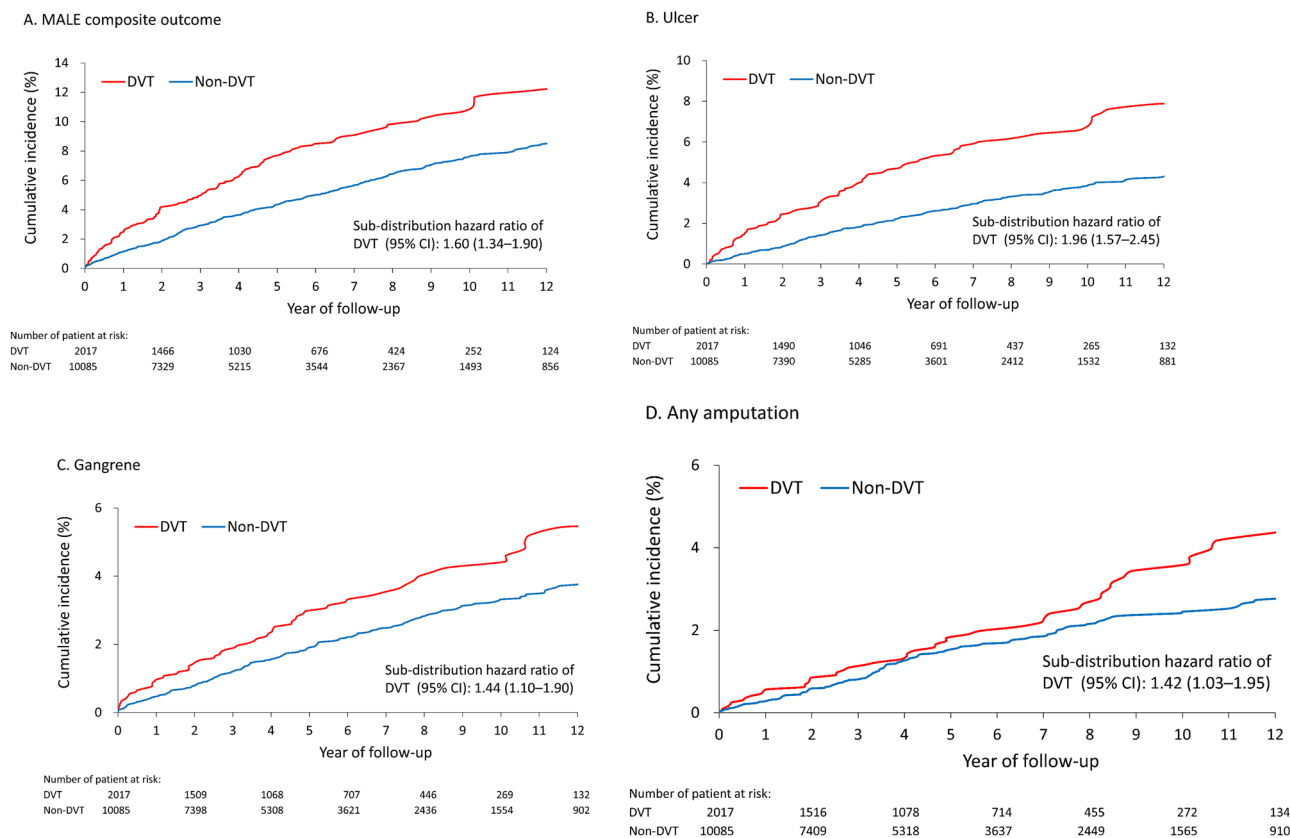 A. MALE composite outcome
Cumulative incidence (%)
14
12
10
8
6
4
2
0
DVT Non-DVT
Sub-distribution hazard ratio of
DVT (95% CI): 1.60 (1.34–1.90)
0 1 2 3 4 5 6 7 8 9 10 11 12
Year of follow-up
Number of patient at risk:
DVT 2017 1466 1030 676 424 252 124
Non-DVT 10085 7329 5215 3544 2367 1493 856
B. Ulcer
Cumulative incidence (%)
10
8
6
4
2
0
DVT Non-DVT
Sub-distribution hazard ratio of
DVT (95% CI): 1.96 (1.57–2.45)
0 1 2 3 4 5 6 7 8 9 10 11 12
Year of follow-up
Number of patient at risk:
DVT 2017 1490 1046 691 437 265 132
Non-DVT 10085 7390 5285 3601 2412 1532 881
C. Gangrene
Cumulative incidence (%)
6
4
2
0
DVT Non-DVT
Sub-distribution hazard ratio of
DVT (95% CI): 1.44 (1.10–1.90)
0 1 2 3 4 5 6 7 8 9 10 11 12
Year of follow-up
Number of patient at risk:
DVT 2017 1509 1068 707 446 269 132
Non-DVT 10085 7398 5308 3621 2436 1554 902
D. Any amputation
Cumulative incidence (%)
6
4
2
0
DVT Non-DVT
Sub-distribution hazard ratio of
DVT (95% CI): 1.42 (1.03–1.95)
0 1 2 3 4 5 6 7 8 9 10 11 12
Year of follow-up
Number of patient at risk:
DVT 2017 1516 1078 714 455 272 134
Non-DVT 10085 7409 5318 3637 2449 1565 910